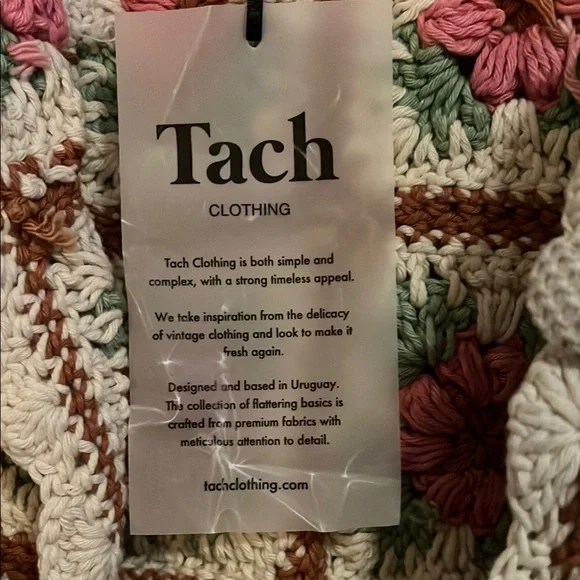 Tach
CLOTHING
Tach Clothing is both simple and
complex, with a strong timeless appeal.
We take inspiration from the delicacy
of vintage clothing and look to make it
fresh again.
Designed and based in Uruguay.
The collection of flattering basics is
crafted from premium fabrics with
meticulous attention to detail.
tachclothing.com